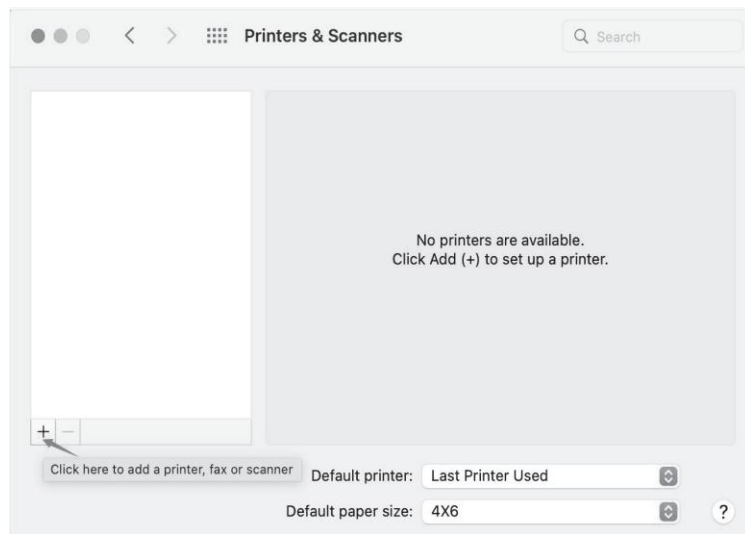 Printers & Scanners
Search
No printers are available.
Click Add (+) to set up a printer.
+ −
Click here to add a printer, fax or scanner
Default printer: Last Printer Used
Default paper size: 4X6
?